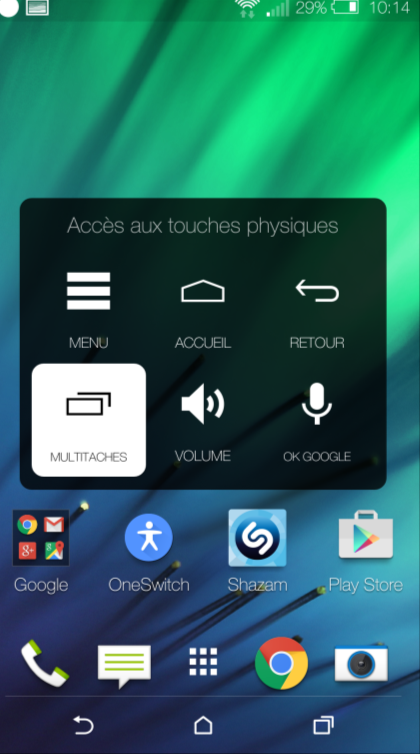 29% 10:14
Accès aux touches physiques
MENU ACCUEIL RETOUR
MULTITACHES VOLUME OK GOOGLE
Google OneSwitch Shazam Play Store